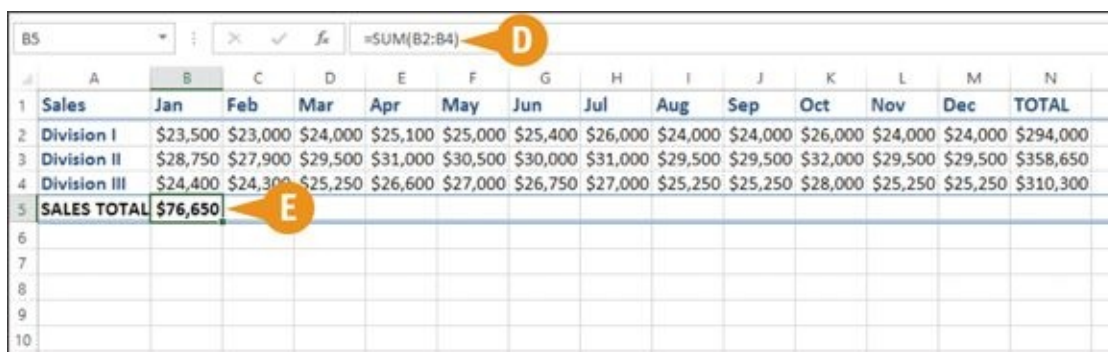 B5 fx =SUM(B2:B4) D
A B C D E F G H I J K L M N
1 Sales Jan Feb Mar Apr May Jun Jul Aug Sep Oct Nov Dec TOTAL
2 Division I $23,500 $23,000 $24,000 $25,100 $25,000 $25,400 $26,000 $24,000 $24,000 $26,000 $24,000 $24,000 $294,000
3 Division II $28,750 $27,900 $29,500 $31,000 $30,500 $30,000 $31,000 $29,500 $29,500 $32,000 $29,500 $29,500 $358,650
4 Division III $24,400 $24,300 $25,250 $26,600 $27,000 $26,750 $27,000 $25,250 $25,250 $28,000 $25,250 $25,250 $310,300
5 SALES TOTAL $76,650 E
6
7
8
9
10